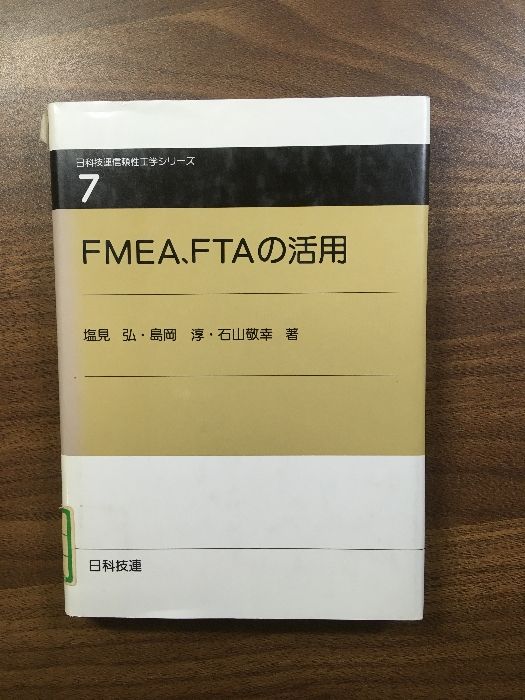 日科技連信頼性工学シリーズ
7
FMEA、FTAの活用
塩見 弘・島岡 淳・石山敬幸 著
日科技連